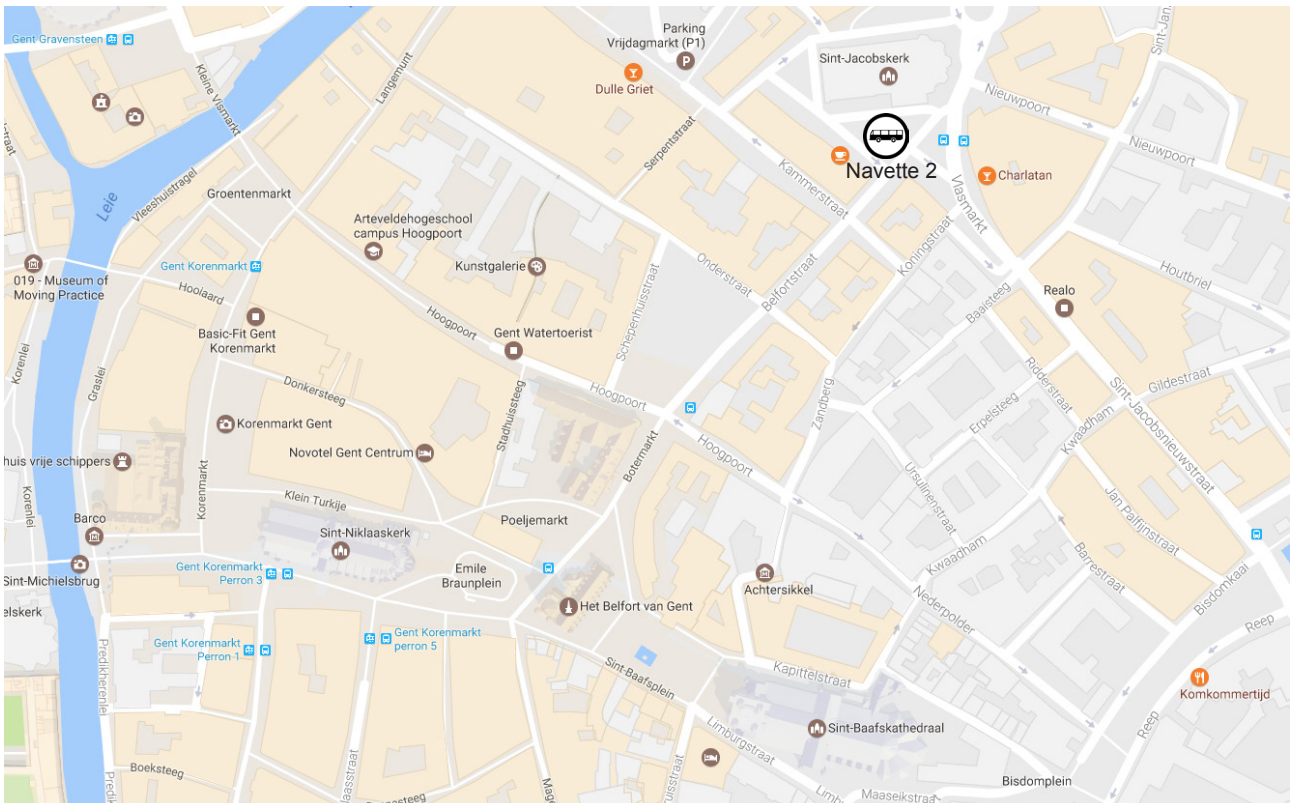 Gent Gravensteen
Kleine Vismarkt
Langemunt
Parking
Vrijdagmarkt (P1)
P
Dulle Griet
Sint-Jacobskerk
Sint-Jan
Nieuwpoort
Nieuwpoort
Navette 2
Charlatan
Vlasmarkt
Serpentstraat
Kammerstraat
Koningstraat
Leie
Vleeshuistragel
Groentenmarkt
Arteveldehogeschool
campus Hoogpoort
Kunstgalerie
Gent Korenmarkt
019 - Museum of
Moving Practice
Hoolaard
Basic-Fit Gent
Korenmarkt
Hoogpoort
Gent Watertoerist
Schepenhuisstraat
Onderstraat
Belfortstraat
Baaisteeg
Realo
Houtbriel
Korenlei
Graslei
Donkersteeg
Stadhuissteeg
Hoogpoort
Zandberg
Ridderstraat
Gildestraat
Korenmarkt Gent
Novotel Gent Centrum
Botermarkt
Hoogpoort
Erpelsteeg
Kwaadham
Sint-Jacobsnieuwstraat
huis vrije schippers
Korenmarkt
Klein Turkije
Ursulinenstraat
Jan Palfijnstraat
Korenlei
Barco
Sint-Niklaaskerk
Poeljemarkt
Kwaadham
Barrestraat
Sint-Michielsbrug
Gent Korenmarkt
Perron 3
Emile
Braunplein
Achtersikkel
Nederpolder
Bisdomkaai
elskerk
Het Belfort van Gent
Reep
Predikherenlei
Gent Korenmarkt
Perron 1
Gent Korenmarkt
perron 5
Sint-Baafsplein
Kapittelstraat
Komkommertijd
Reep
Limburgstraat
Sint-Baafskathedraal
Boeksteeg
Bisdomplein
Maaseikstraat